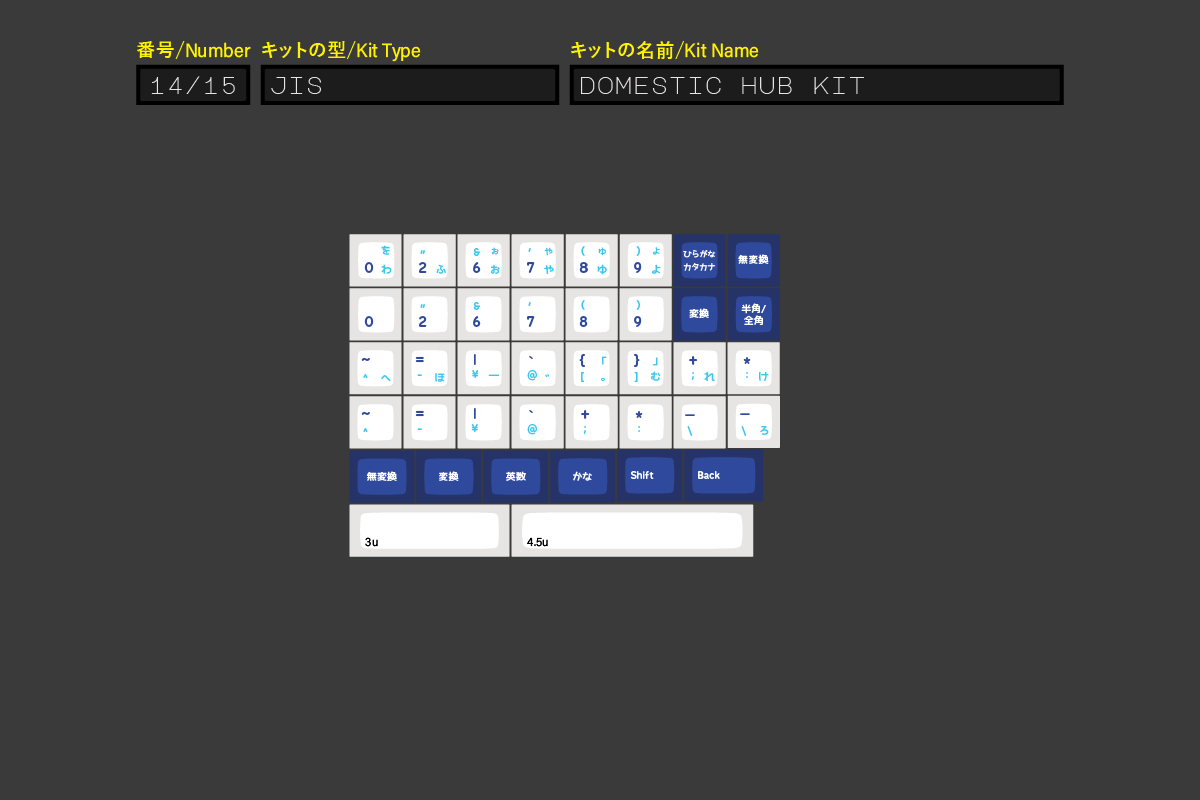 番号/Number キットの型/Kit Type キットの名前/Kit Name
14/15 JIS DOMESTIC HUB KIT
を " & ぉ ' ゃ ( ゅ ) ょ ひらがな 無変換
0 わ 2 ふ 6 お 7 や 8 ゆ 9 よ カタカナ
" & ' ( ) 変換 半角/
0 2 6 7 8 9 全角
~ = | ` { 「 } 」 + *
^ へ - ほ ¥ ー @ ゛ [ 。 ] む ; れ : け
~ = | ` + * _ _
^ - ¥ @ ; : \ \ ろ
無変換 変換 英数 かな Shift Back
3u 4.5u